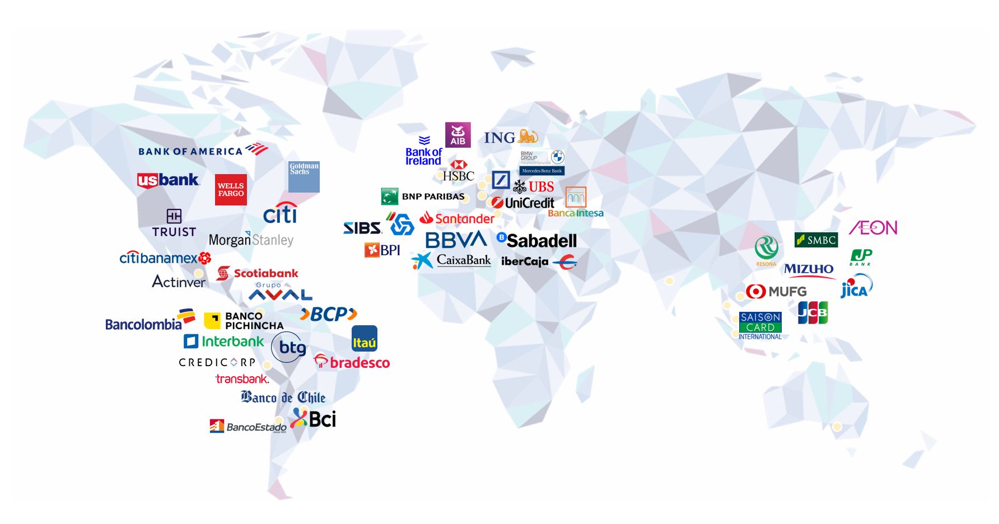 BANK OF AMERICA
usbank
WELLS
FARGO
Goldman
Sachs
TRUIST
citi
Morgan Stanley
citibanamex
Actinver
Scotiabank
Grupo
AVAL
Bancolombia
BANCO
PICHINCHA
BCP
Interbank
btg
Itaú
CREDICORP
bradesco
transbank.
Banco de Chile
BancoEstado
Bci
AIB
Bank of
Ireland
ING
HSBC
BMW
GROUP
Financial Services
Mercedes-Benz Bank
UBS
BNP PARIBAS
UniCredit
Banca Intesa
SIBS
Santander
BBVA
B Sabadell
BPI
CaixaBank
iberCaja
ÆON
SMBC
RESONA
JP
BANK
MIZUHO
MUFG
jICA
JCB
SAISON
CARD
INTERNATIONAL